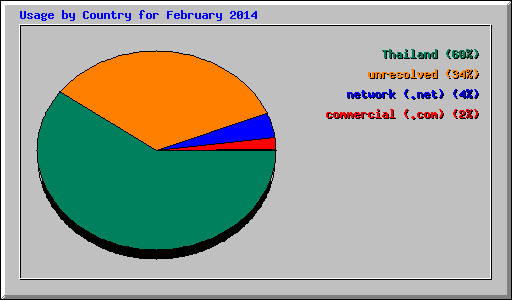 Usage by Country for February 2014
Thailand (60%)
unresolved (34%)
network (.net) (4%)
commercial (.com) (2%)